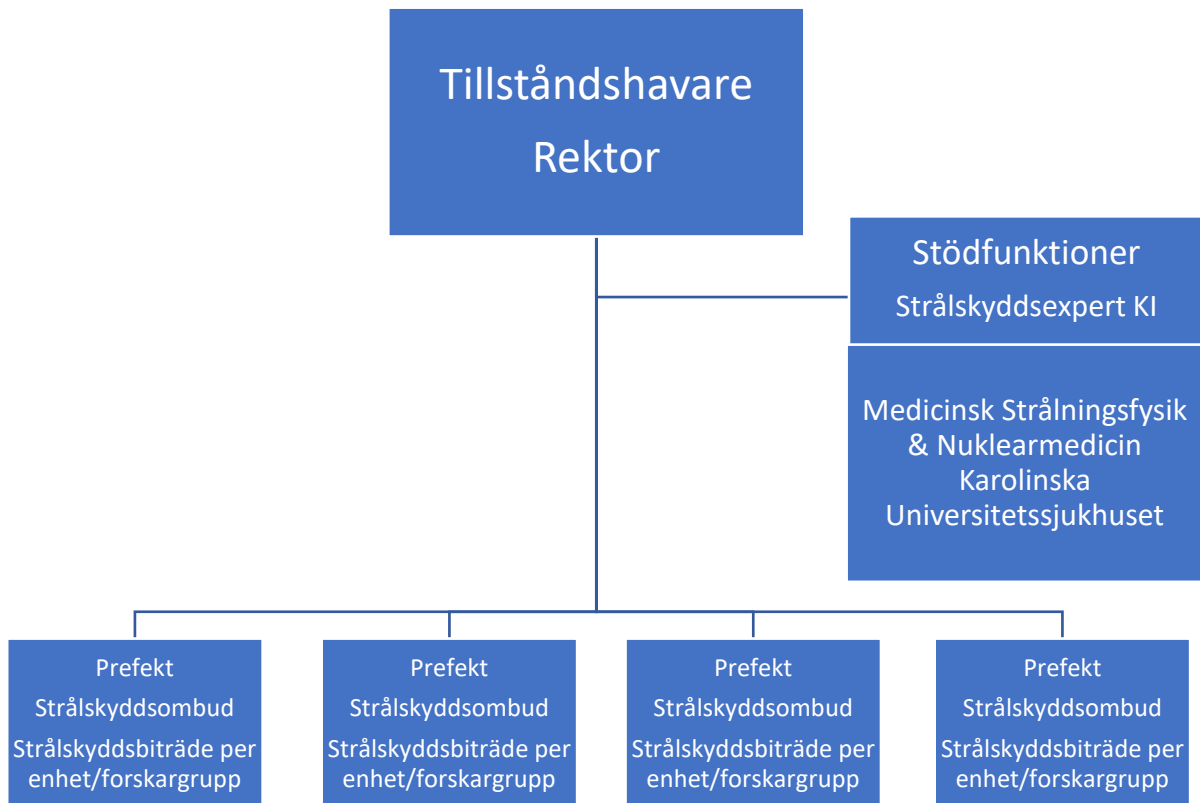 Tillståndshavare
Rektor
Stödfunktioner
Strålskyddsexpert KI
Medicinsk Strålningsfysik
& Nuklearmedicin
Karolinska
Universitetssjukhuset
Prefekt
Strålskyddsombud
Strålskyddsbiträde per
enhet/forskargrupp
Prefekt
Strålskyddsombud
Strålskyddsbiträde per
enhet/forskargrupp
Prefekt
Strålskyddsombud
Strålskyddsbiträde per
enhet/forskargrupp
Prefekt
Strålskyddsombud
Strålskyddsbiträde per
enhet/forskargrupp